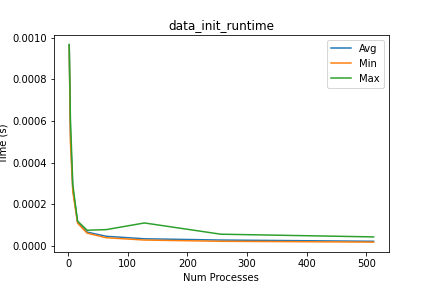 data_init_runtime
0.0010
0.0008
0.0006
0.0004
0.0002
0.0000
Time (s)
Avg
Min
Max
0
100
200
300
400
500
Num Processes